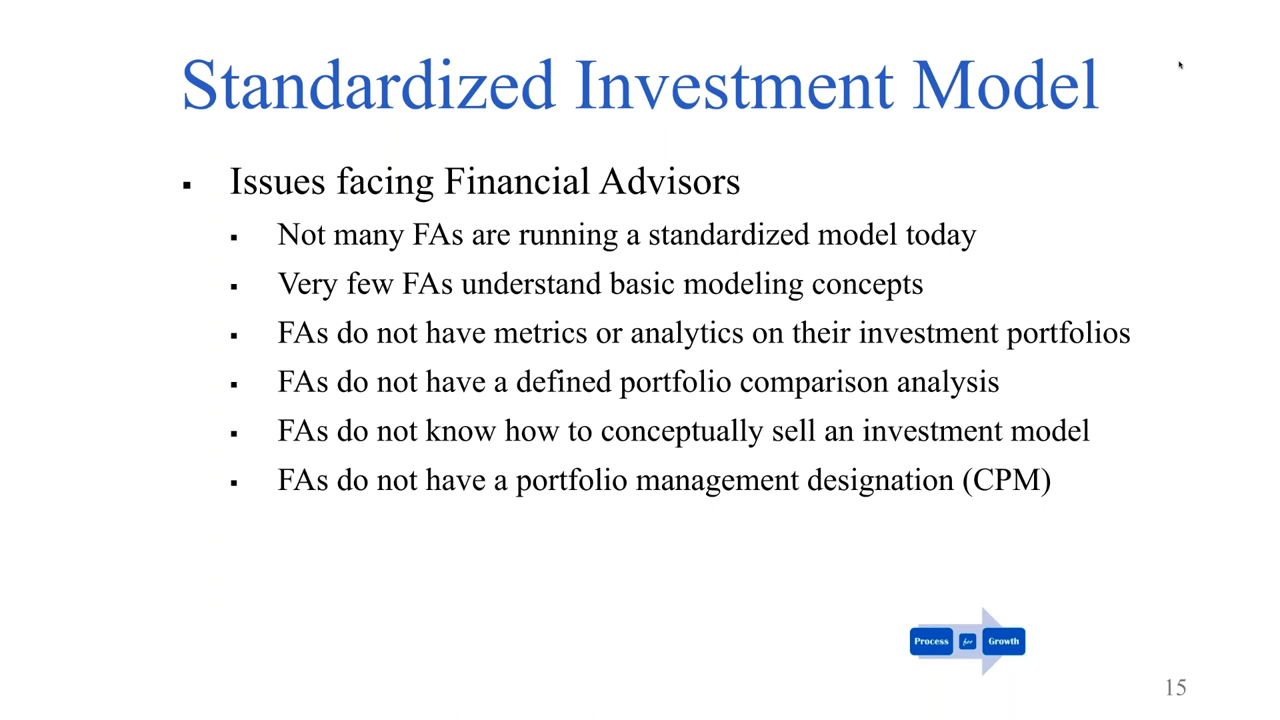 Standardized Investment Model
▪ Issues facing Financial Advisors
▪ Not many FAs are running a standardized model today
▪ Very few FAs understand basic modeling concepts
▪ FAs do not have metrics or analytics on their investment portfolios
▪ FAs do not have a defined portfolio comparison analysis
▪ FAs do not know how to conceptually sell an investment model
▪ FAs do not have a portfolio management designation (CPM)
Process for Growth
15